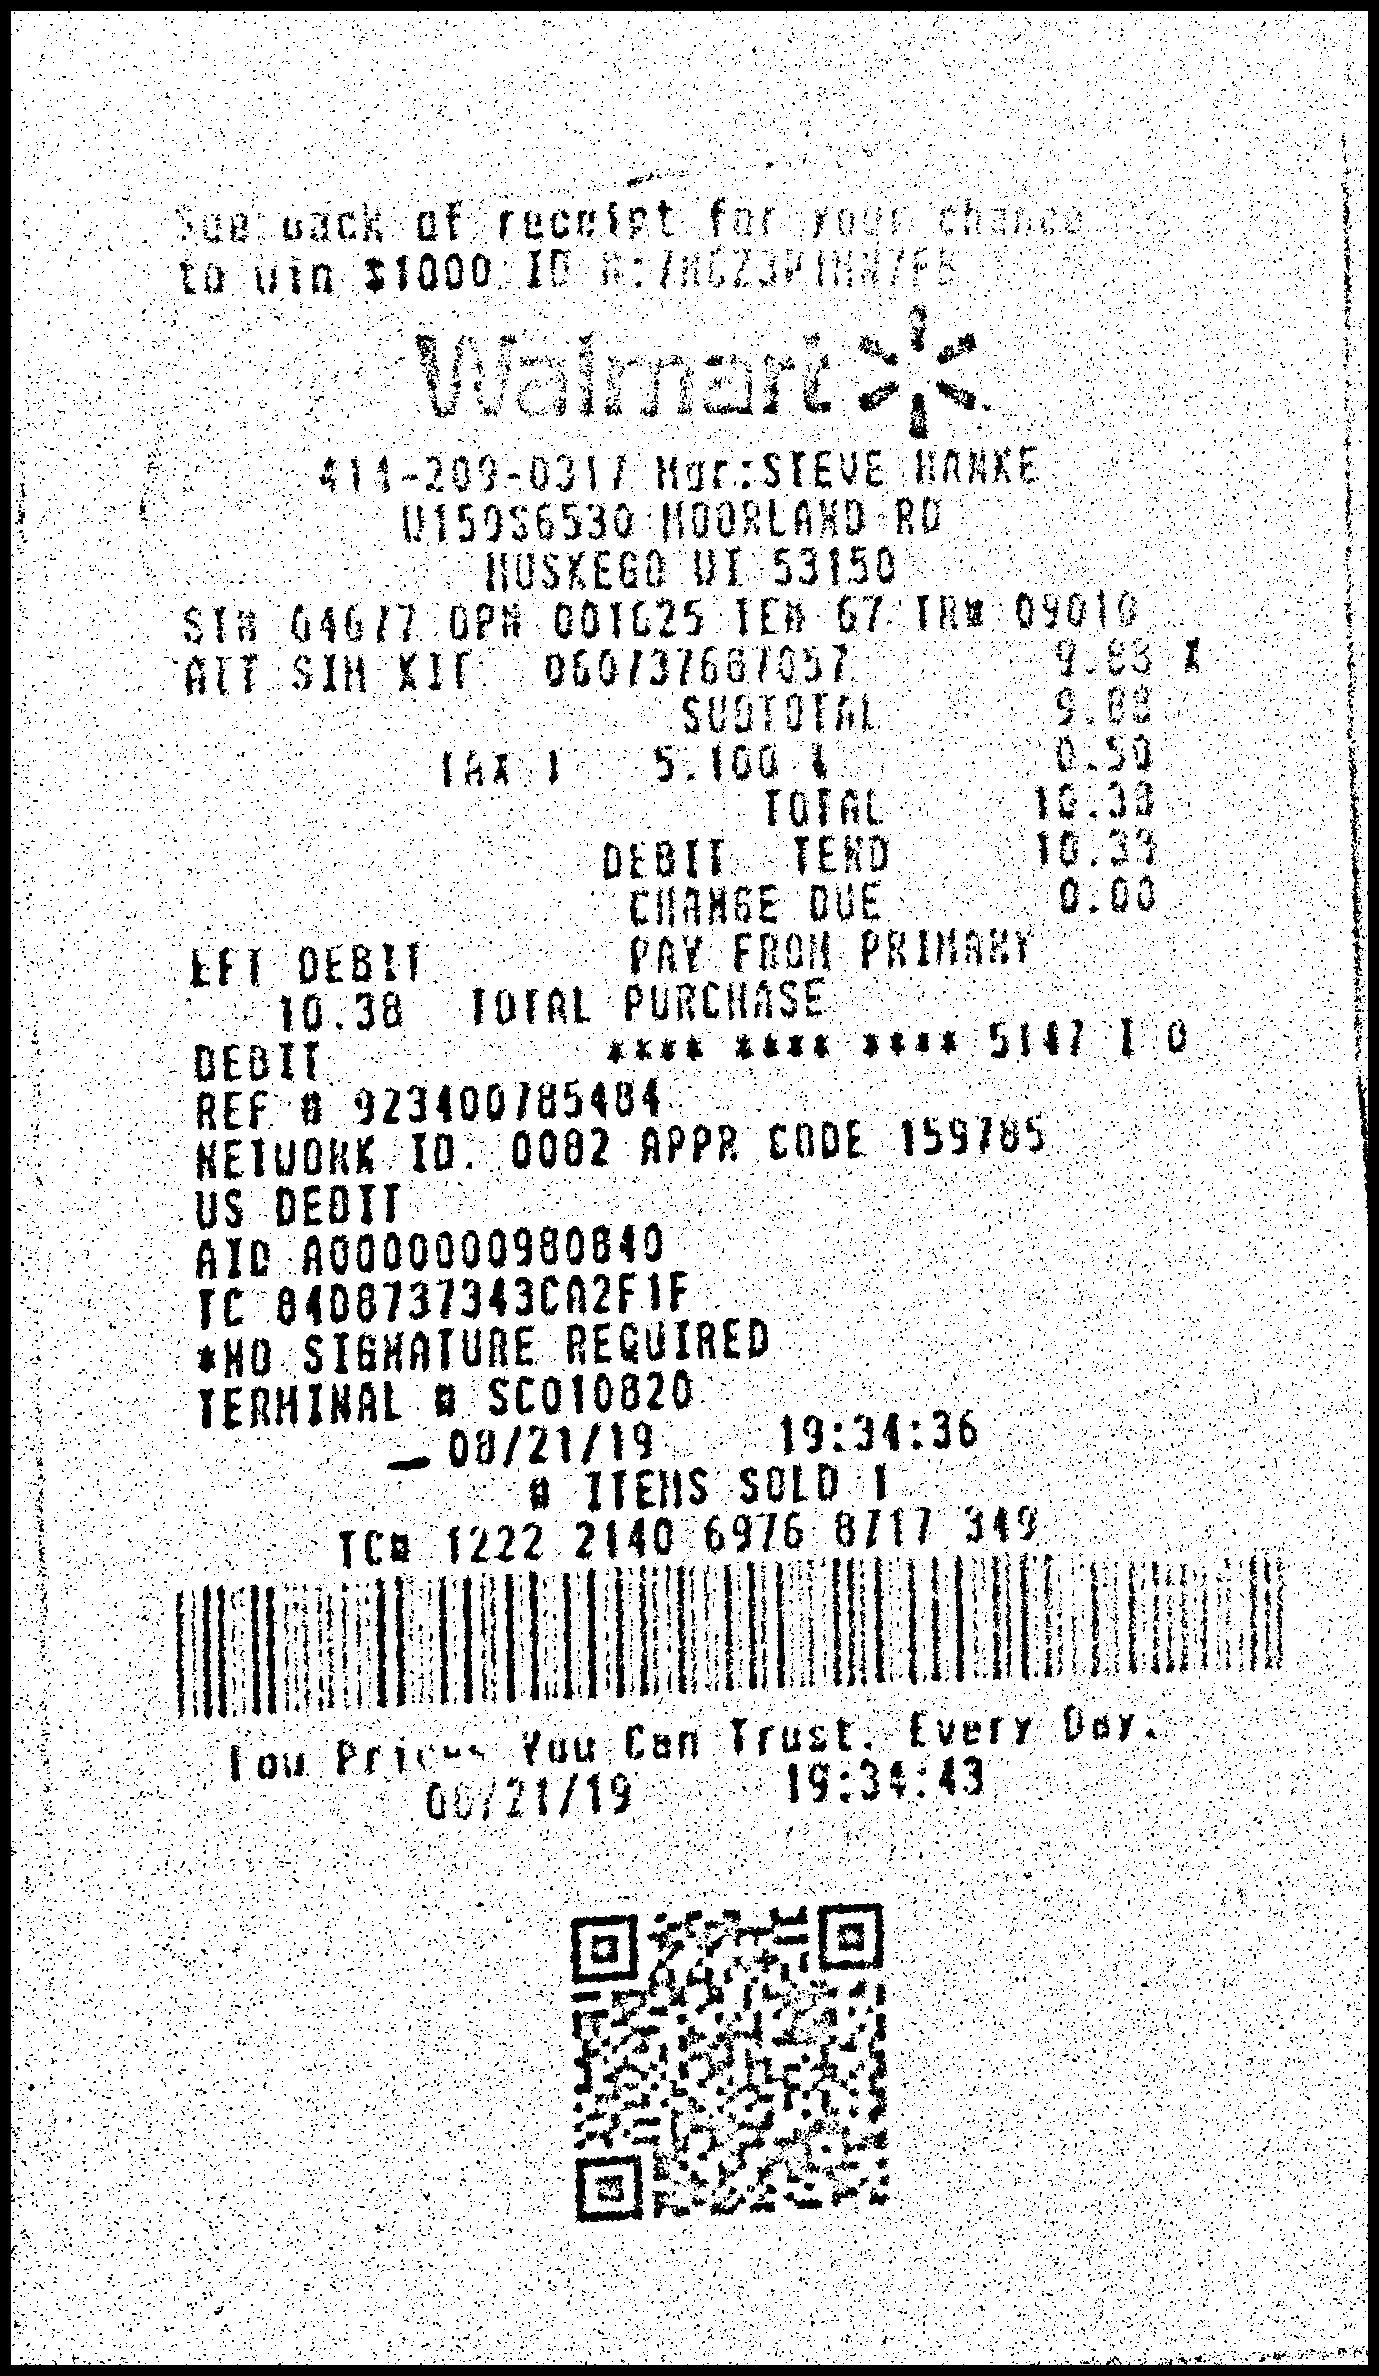 See back of receipt for your chance
to win $1000 ID #:
Walmart
414-209-0317 Mgr:STEVE HANKE
W159S6530 MOORLAND RD
MUSKEGO WI 53150
ST# 04677 OP# 001625 TE# 67 TR# 09010
ATT SIM KIT 9.88 X
SUBTOTAL 9.88
TAX 1 5.100 % 0.50
TOTAL 10.38
DEBIT TEND 10.38
CHANGE DUE 0.00
EFT DEBIT PAY FROM PRIMARY
10.38 TOTAL PURCHASE
DEBIT **** **** **** 5147 I 0
REF # 923400785484
NETWORK ID. 0082 APPR CODE 159785
US DEBIT
AID A0000000980840
TC 8408737343CA2F1F
*NO SIGNATURE REQUIRED
TERMINAL # SC010820
08/21/19 19:34:36
# ITEMS SOLD 1
TC# 1222 2140 6976 8717 349
Low Prices You Can Trust. Every Day.
08/21/19 19:34:43